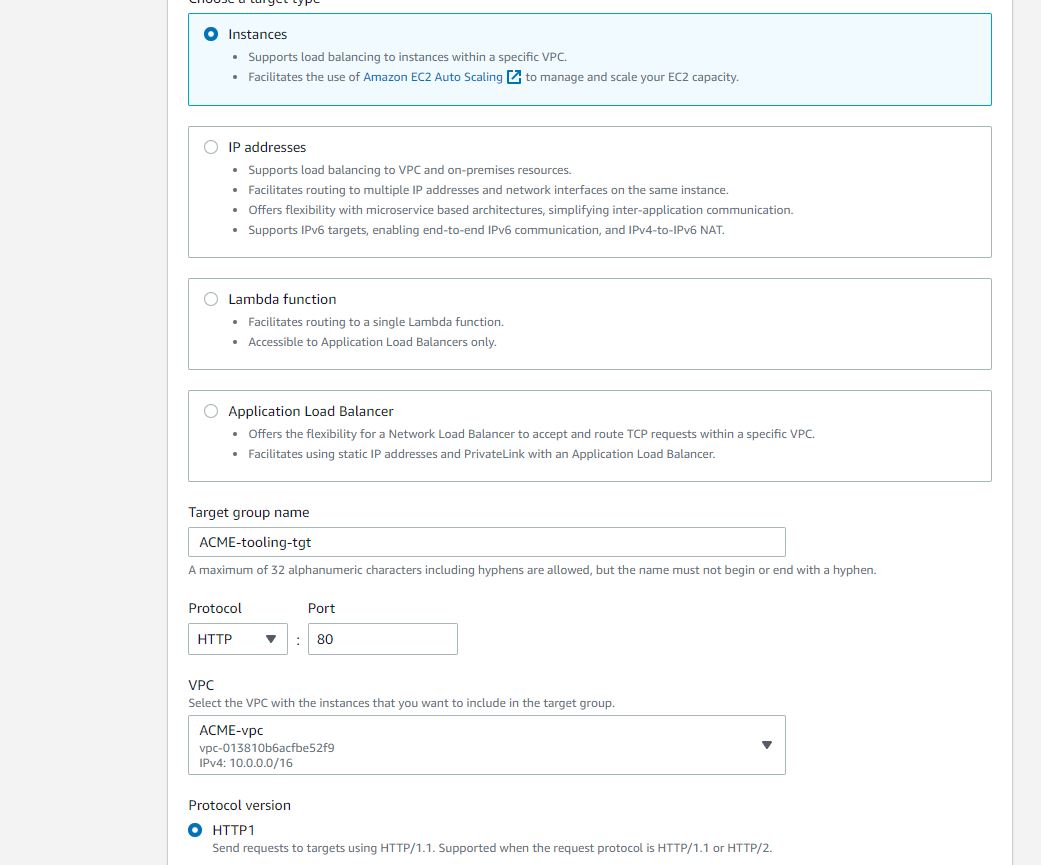 Choose a target type
Instances
Supports load balancing to instances within a specific VPC.
Facilitates the use of Amazon EC2 Auto Scaling to manage and scale your EC2 capacity.
IP addresses
Supports load balancing to VPC and on-premises resources.
Facilitates routing to multiple IP addresses and network interfaces on the same instance.
Offers flexibility with microservice based architectures, simplifying inter-application communication.
Supports IPv6 targets, enabling end-to-end IPv6 communication, and IPv4-to-IPv6 NAT.
Lambda function
Facilitates routing to a single Lambda function.
Accessible to Application Load Balancers only.
Application Load Balancer
Offers the flexibility for a Network Load Balancer to accept and route TCP requests within a specific VPC.
Facilitates using static IP addresses and PrivateLink with an Application Load Balancer.
Target group name
ACME-tooling-tgt
A maximum of 32 alphanumeric characters including hyphens are allowed, but the name must not begin or end with a hyphen.
Protocol Port
HTTP : 80
VPC
Select the VPC with the instances that you want to include in the target group.
ACME-vpc
vpc-013810b6acfbe52f9
IPv4: 10.0.0.0/16
Protocol version
HTTP1
Send requests to targets using HTTP/1.1. Supported when the request protocol is HTTP/1.1 or HTTP/2.